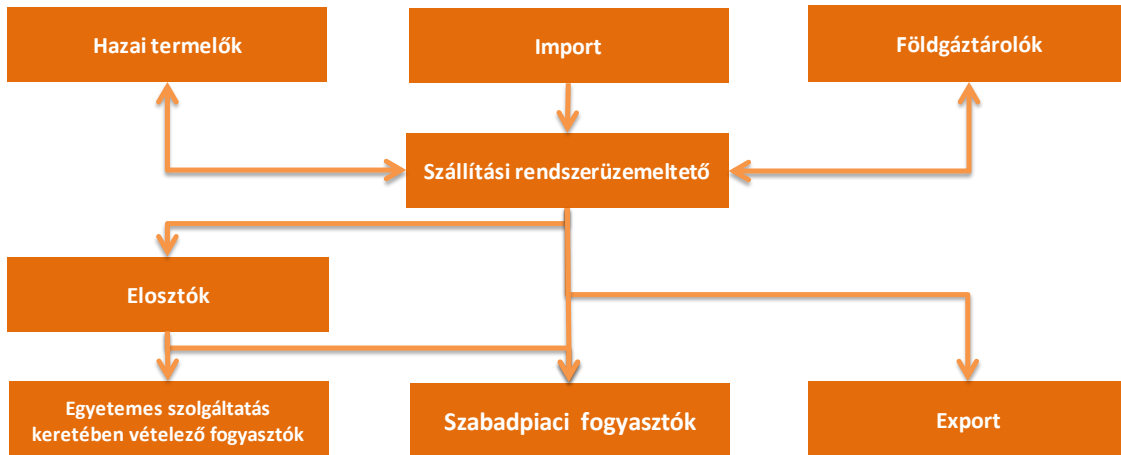 Hazai termelők
Import
Földgáztárolók
Szállítási rendszerüzemeltető
Elosztók
Egyetemes szolgáltatás
keretében vételező fogyasztók
Szabadpiaci fogyasztók
Export